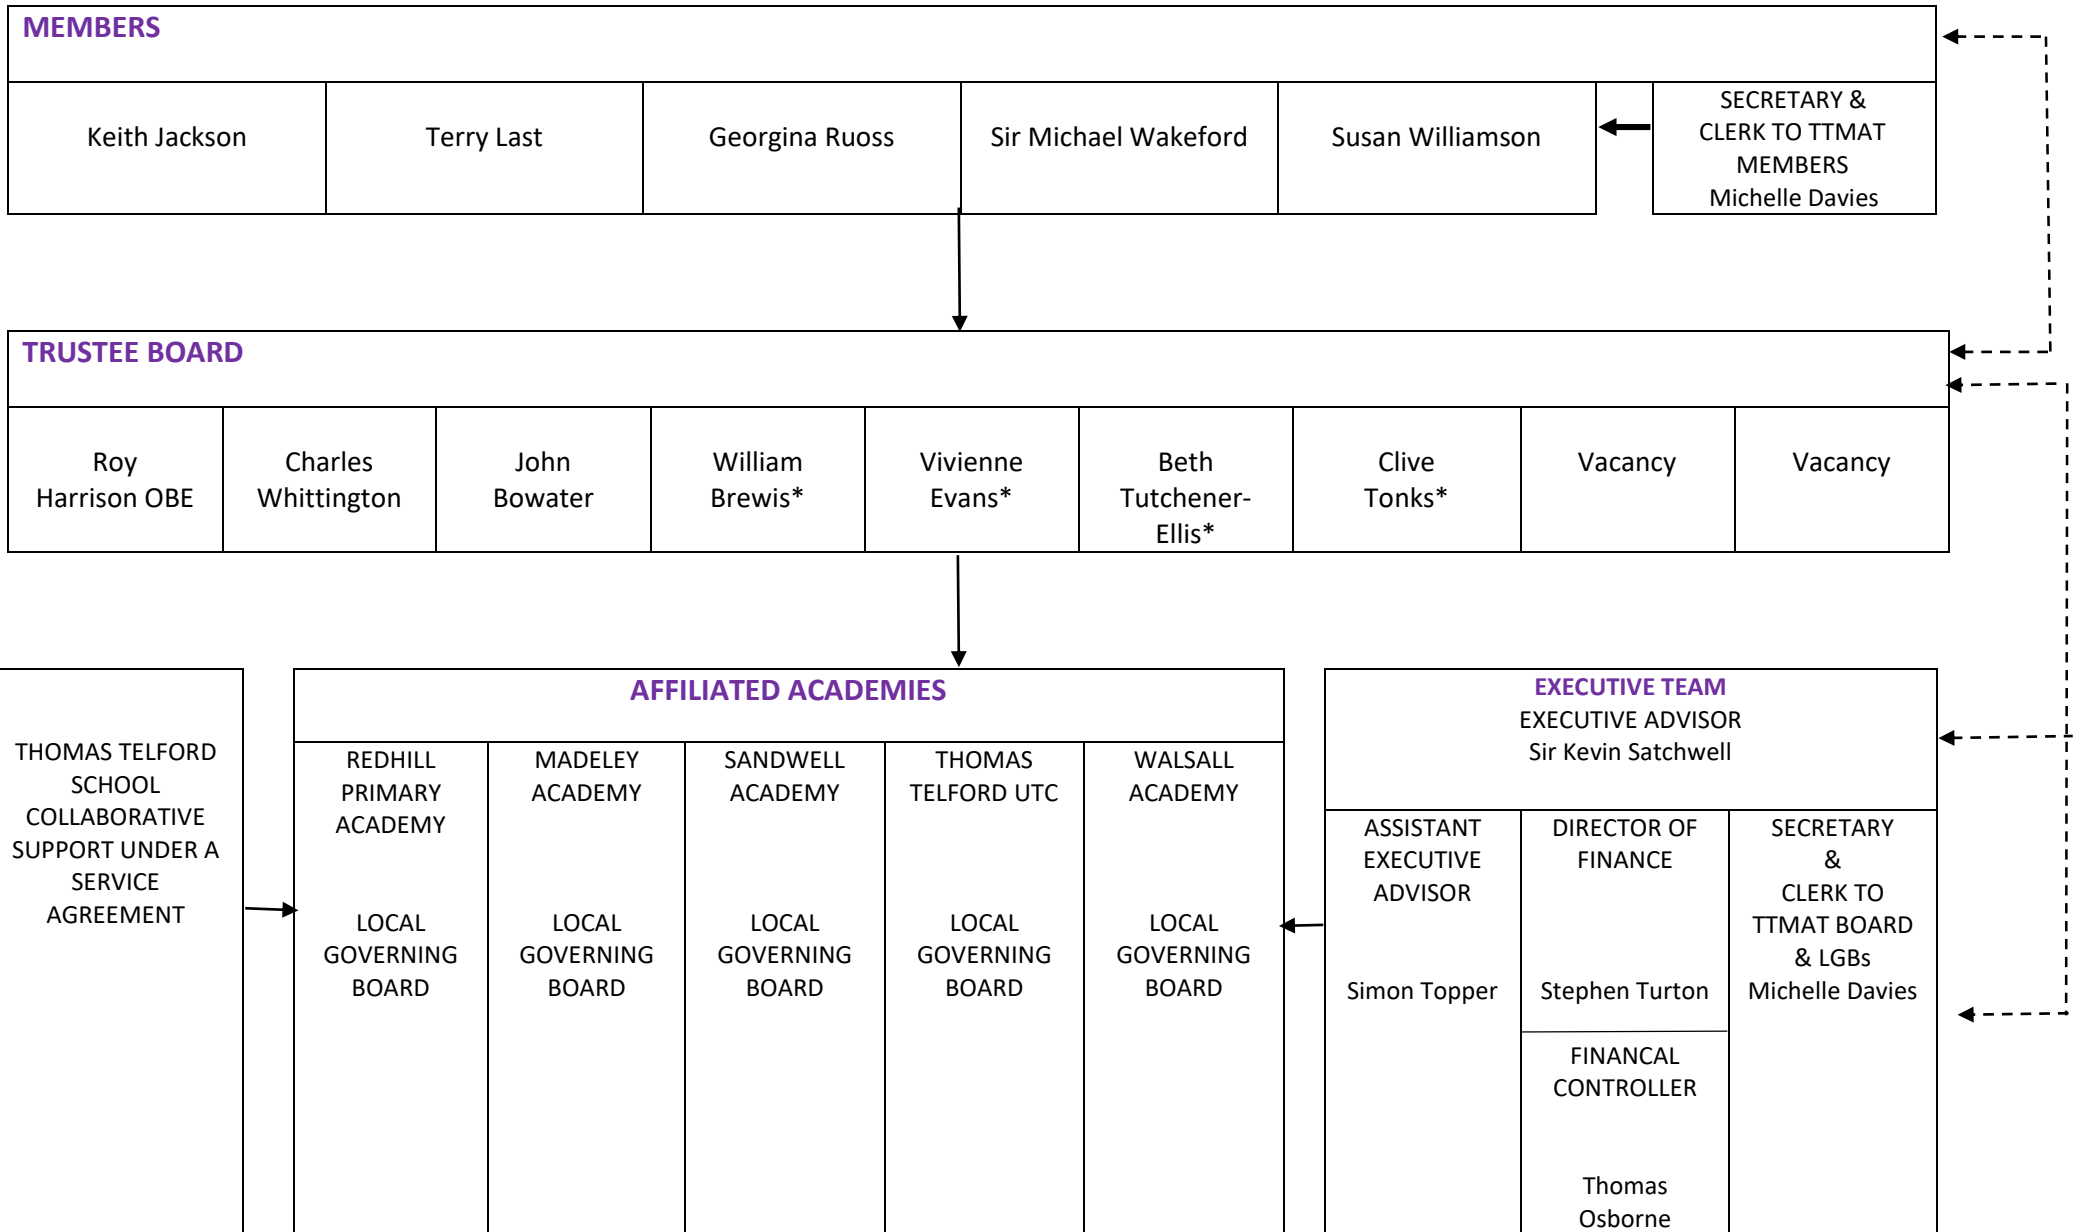 MEMBERS
Keith Jackson
Terry Last
Georgina Ruoss
Sir Michael Wakeford
Susan Williamson
SECRETARY &
CLERK TO TTMAT
MEMBERS
Michelle Davies
TRUSTEE BOARD
Roy
Harrison OBE
Charles
Whittington
John
Bowater
William
Brewis*
Vivienne
Evans*
Beth
Tutchener-
Ellis*
Clive
Tonks*
Vacancy
Vacancy
THOMAS TELFORD
SCHOOL
COLLABORATIVE
SUPPORT UNDER A
SERVICE
AGREEMENT
AFFILIATED ACADEMIES
REDHILL
PRIMARY
ACADEMY
LOCAL
GOVERNING
BOARD
MADELEY
ACADEMY
LOCAL
GOVERNING
BOARD
SANDWELL
ACADEMY
LOCAL
GOVERNING
BOARD
THOMAS
TELFORD UTC
LOCAL
GOVERNING
BOARD
WALSALL
ACADEMY
LOCAL
GOVERNING
BOARD
EXECUTIVE TEAM
EXECUTIVE ADVISOR
Sir Kevin Satchwell
ASSISTANT
EXECUTIVE
ADVISOR
Simon Topper
DIRECTOR OF
FINANCE
Stephen Turton
FINANCAL
CONTROLLER
Thomas
Osborne
SECRETARY
&
CLERK TO
TTMAT BOARD
& LGBs
Michelle Davies